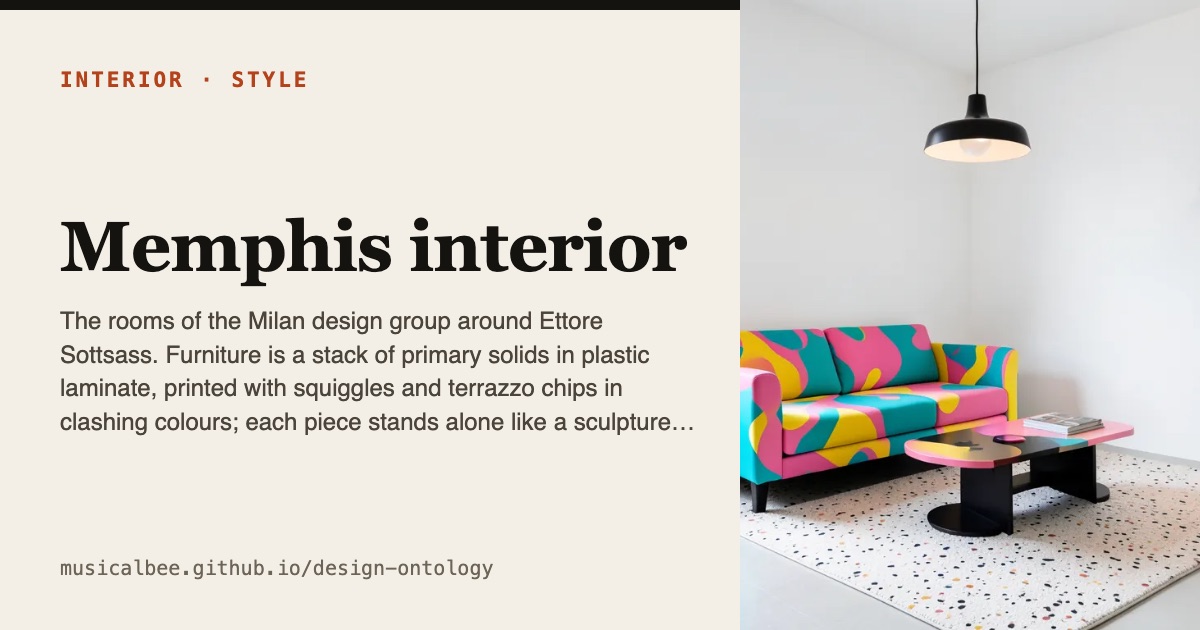 INTERIOR · STYLE
Memphis interior
The rooms of the Milan design group around Ettore
Sottsass. Furniture is a stack of primary solids in plastic
laminate, printed with squiggles and terrazzo chips in
clashing colours; each piece stands alone like a sculpture…
musicalbee.github.io/design-ontology